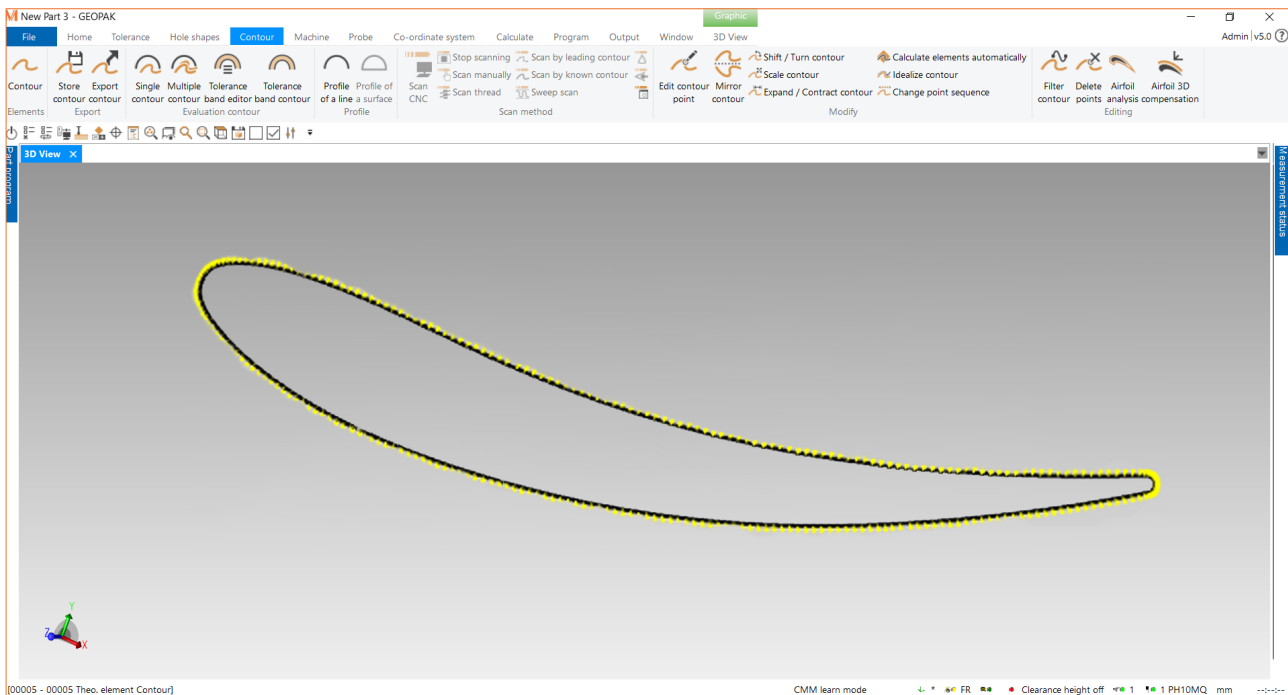 New Part 3 - GEOPAK
Graphic
File Home Tolerance Hole shapes Contour Machine Probe Co-ordinate system Calculate Program Output Window 3D View
Admin v5.0
Contour
Store contour
Export contour
Single contour
Multiple contour
Tolerance band editor
Tolerance band contour
Profile of a line
Profile of a surface
Scan CNC
Stop scanning
Scan manually
Scan thread
Scan by leading contour
Scan by known contour
Sweep scan
Edit contour point
Mirror contour
Shift / Turn contour
Scale contour
Expand / Contract contour
Calculate elements automatically
Idealize contour
Change point sequence
Filter contour
Delete points
Airfoil analysis
Airfoil 3D compensation
Elements Export Evaluation contour Profile Scan method Modify Editing
3D View
Part program
Measurement status
Y
Z
X
[00005 - 00005 Theo. element Contour]
CMM learn mode
* FR
Clearance height off
1
1 PH10MQ mm
--:--:--